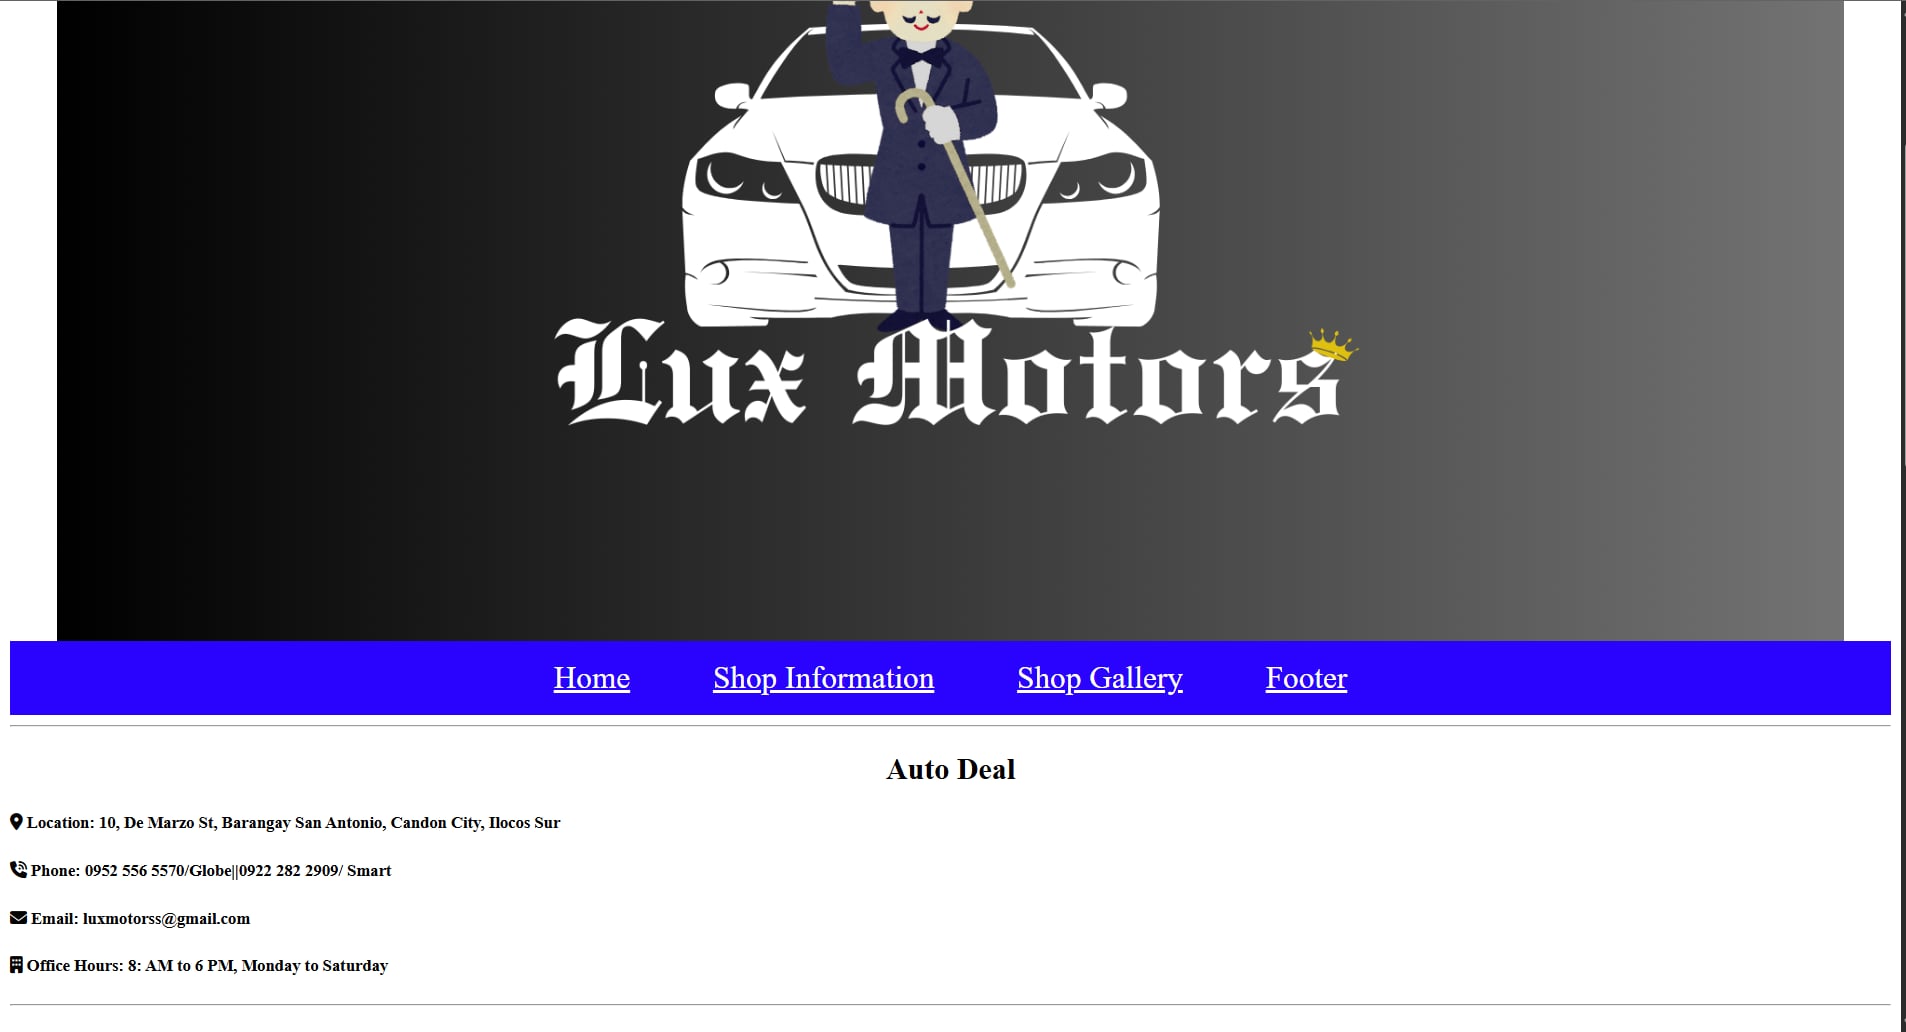 Lux Motors
Home Shop Information Shop Gallery Footer
Auto Deal
Location: 10, De Marzo St, Barangay San Antonio, Candon City, Ilocos Sur
Phone: 0952 556 5570/Globe||0922 282 2909/ Smart
Email: luxmotorss@gmail.com
Office Hours: 8: AM to 6 PM, Monday to Saturday